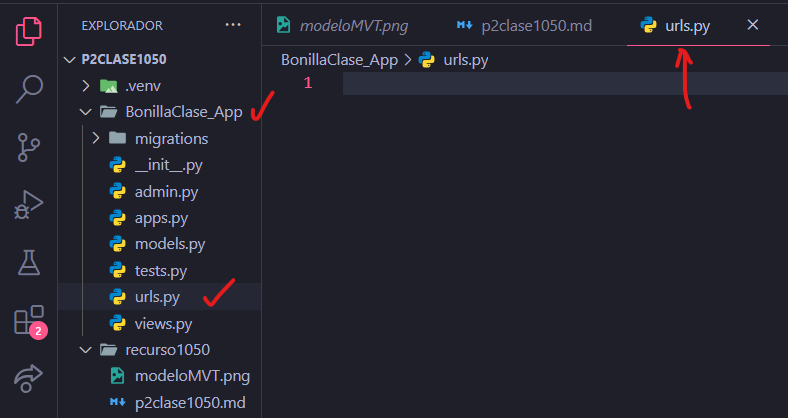 EXPLORADOR
modeloMVT.png
p2clase1050.md
urls.py
P2CLASE1050
BonillaClase_App > urls.py
.venv
1
BonillaClase_App
migrations
__init__.py
admin.py
apps.py
models.py
tests.py
urls.py
views.py
2
recurso1050
modeloMVT.png
p2clase1050.md